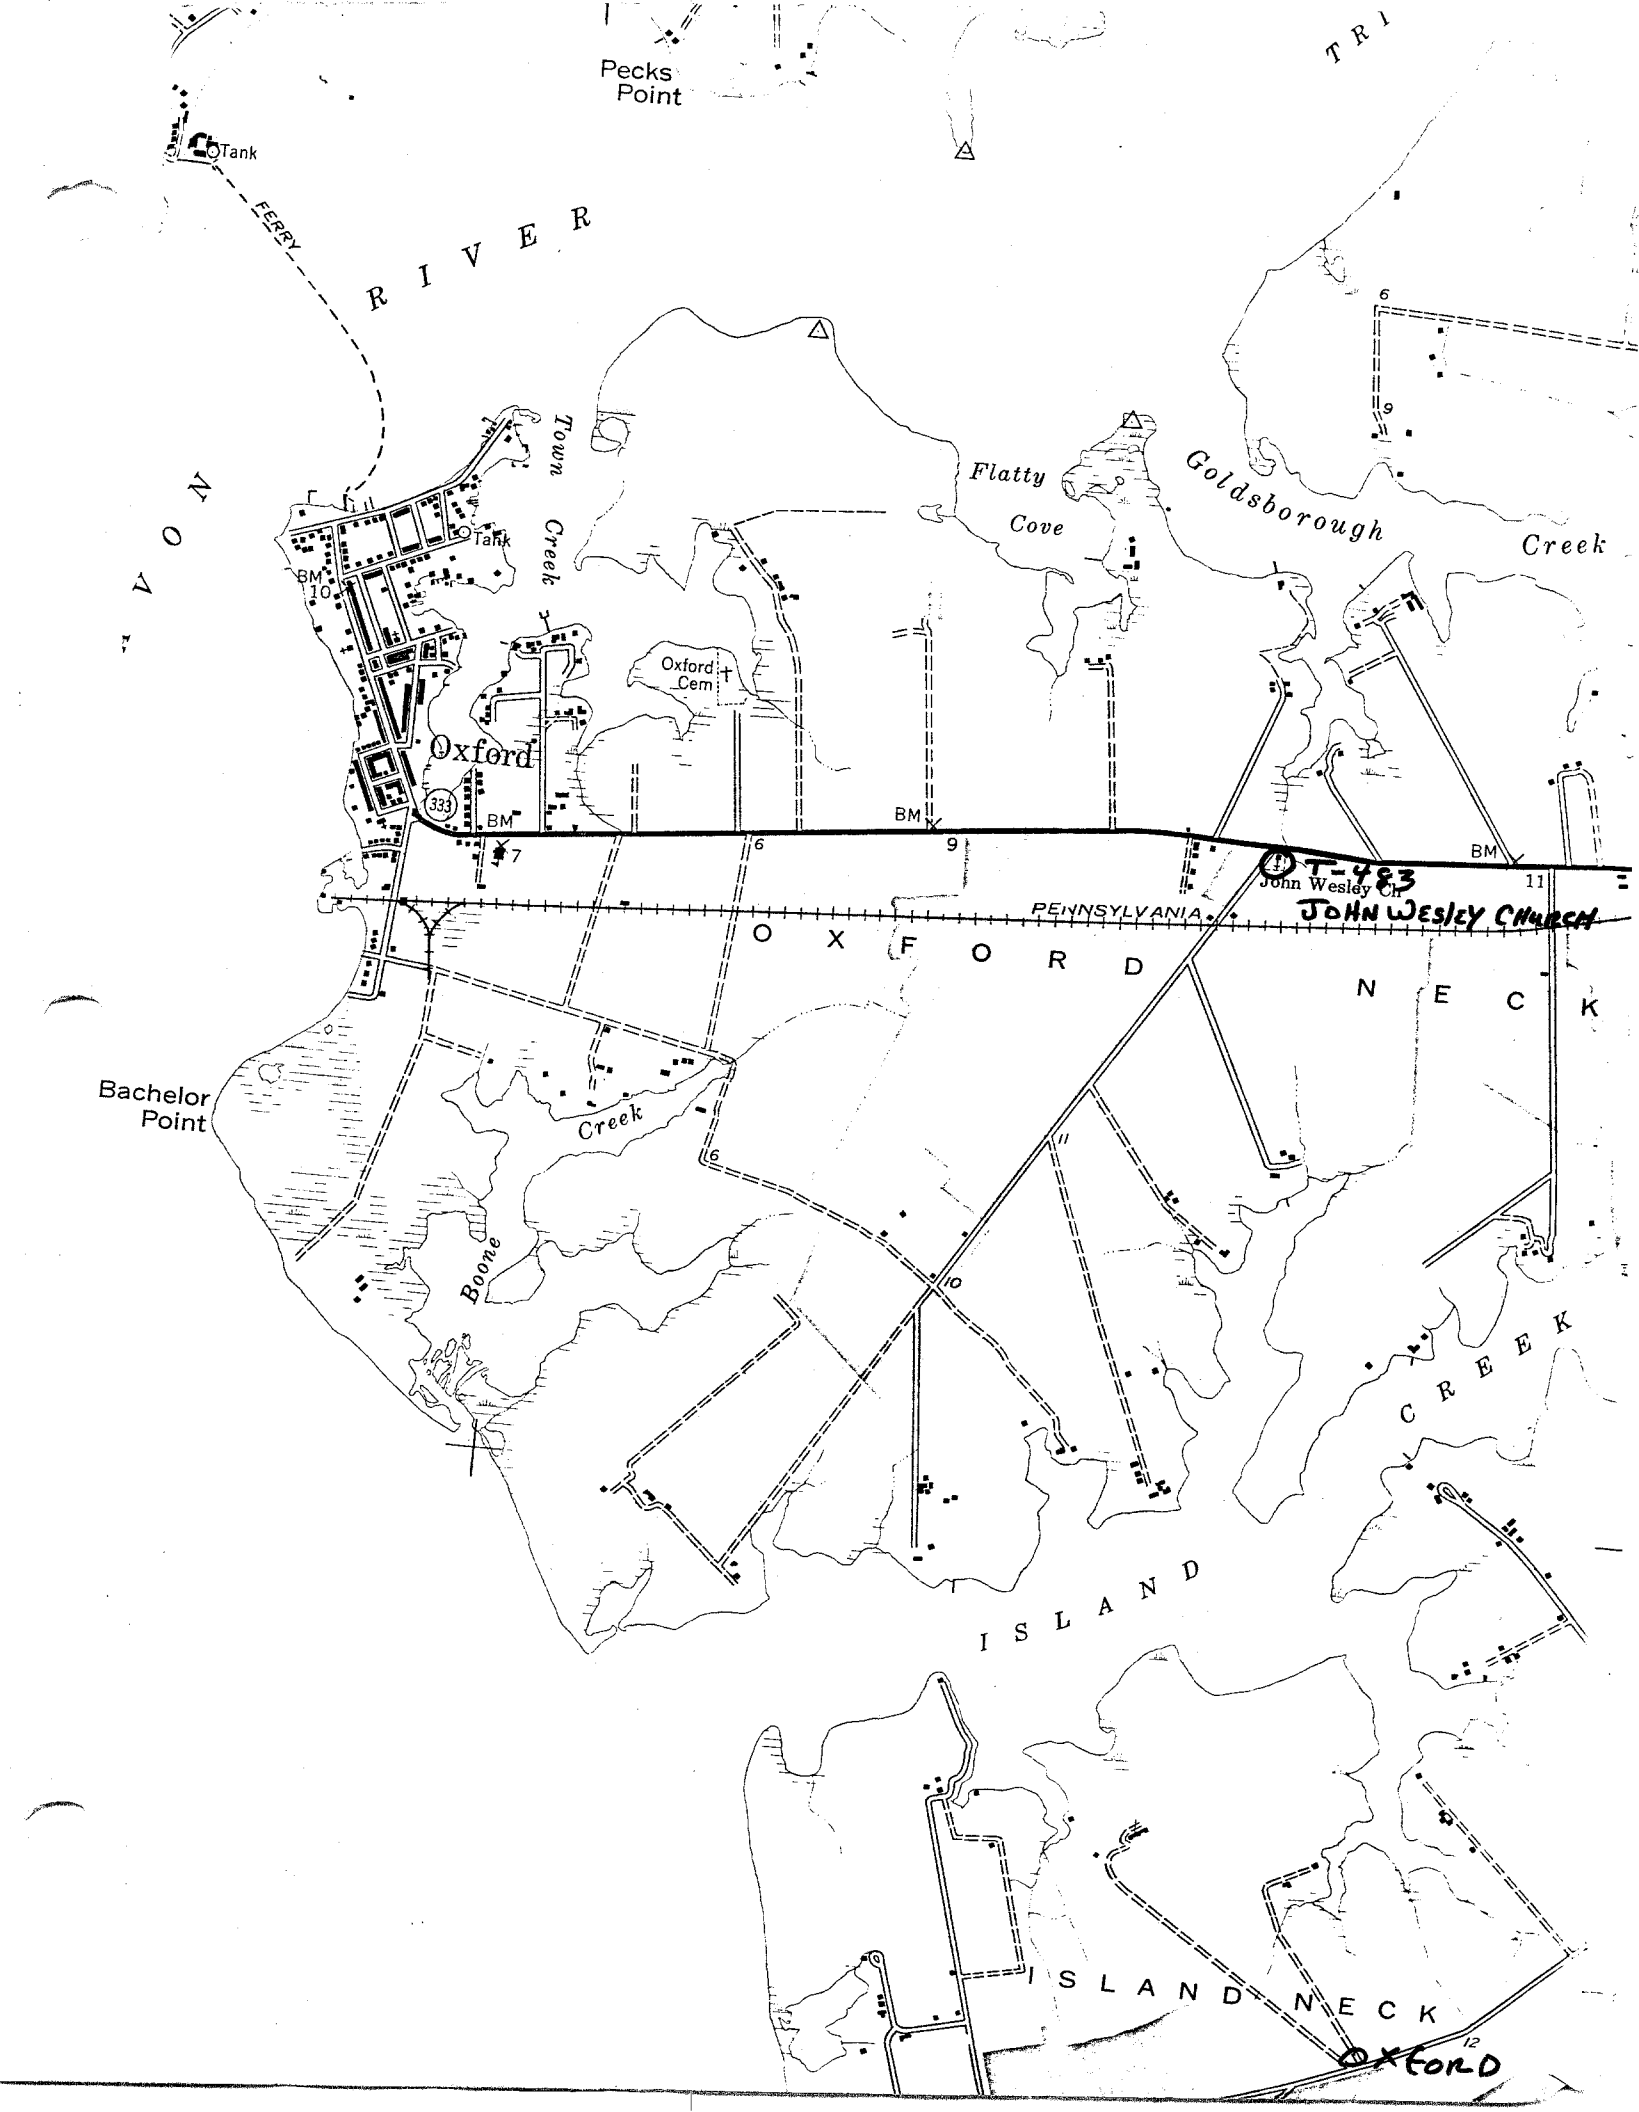 TRI
Pecks
Point
Tank
FERRY
RIVER
VON
Town
Creek
Flatty
Cove
Goldsborough
Creek
6
9
Tank
BM
10
Oxford
Cem
Oxford
333
BM
7
6
BM
9
BM
11
T-483
John Wesley Ch
JOHN WESLEY CHURCH
PENNSYLVANIA
OXFORD NECK
Bachelor
Point
Creek
Boone
6
11
10
ISLAND CREEK
ISLAND NECK
12
OXFORD